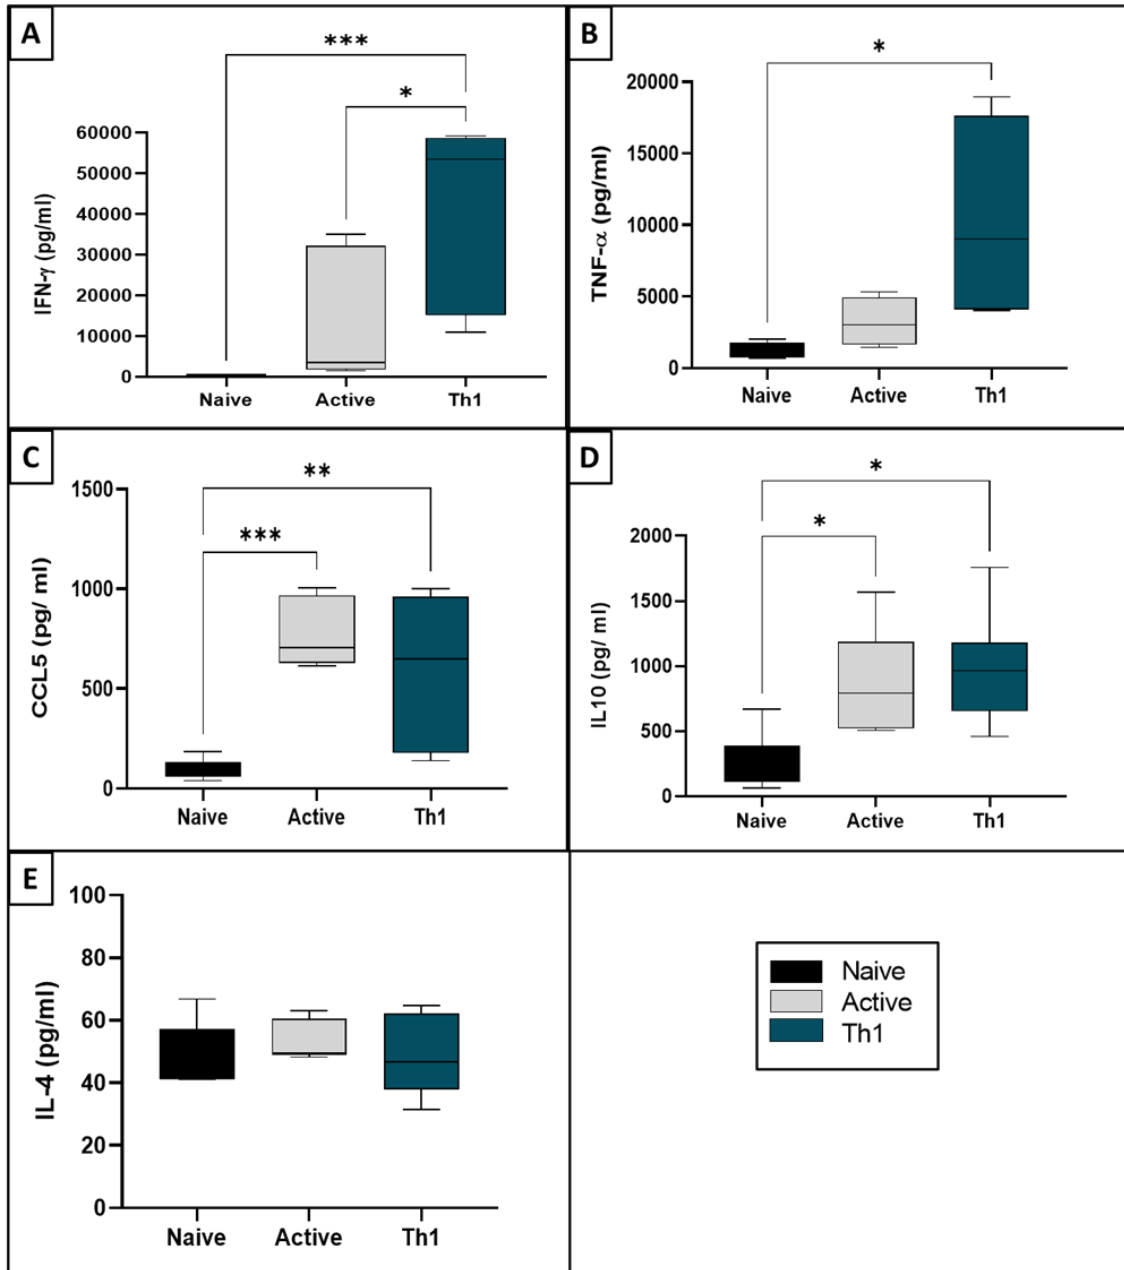 A
***
*
IFN-γ (pg/ml)
60000
50000
40000
30000
20000
10000
0
Naive
Active
Th1
B
*
TNF-α (pg/ml)
20000
15000
10000
5000
0
Naive
Active
Th1
C
**
***
CCL5 (pg/ ml)
1500
1000
500
0
Naive
Active
Th1
D
*
*
IL10 (pg/ ml)
2000
1500
1000
500
0
Naive
Active
Th1
E
IL-4 (pg/ml)
100
80
60
40
20
0
Naive
Active
Th1
Naive
Active
Th1